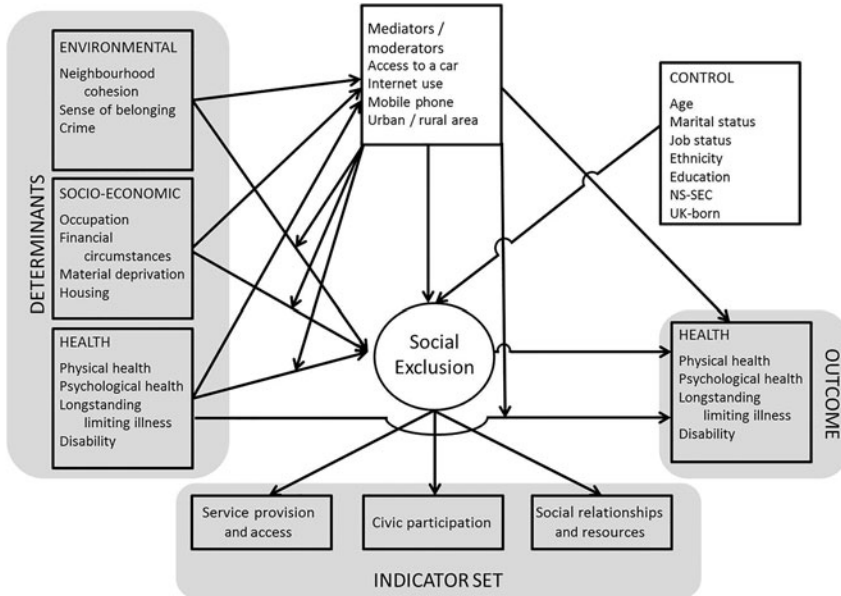 DETERMINANTS
ENVIRONMENTAL
Neighbourhood
cohesion
Sense of belonging
Crime
SOCIO-ECONOMIC
Occupation
Financial
circumstances
Material deprivation
Housing
HEALTH
Physical health
Psychological health
Longstanding
limiting illness
Disability
Mediators /
moderators
Access to a car
Internet use
Mobile phone
Urban / rural area
CONTROL
Age
Marital status
Job status
Ethnicity
Education
NS-SEC
UK-born
Social
Exclusion
HEALTH
Physical health
Psychological health
Longstanding
limiting illness
Disability
OUTCOME
Service provision
and access
Civic participation
Social relationships
and resources
INDICATOR SET